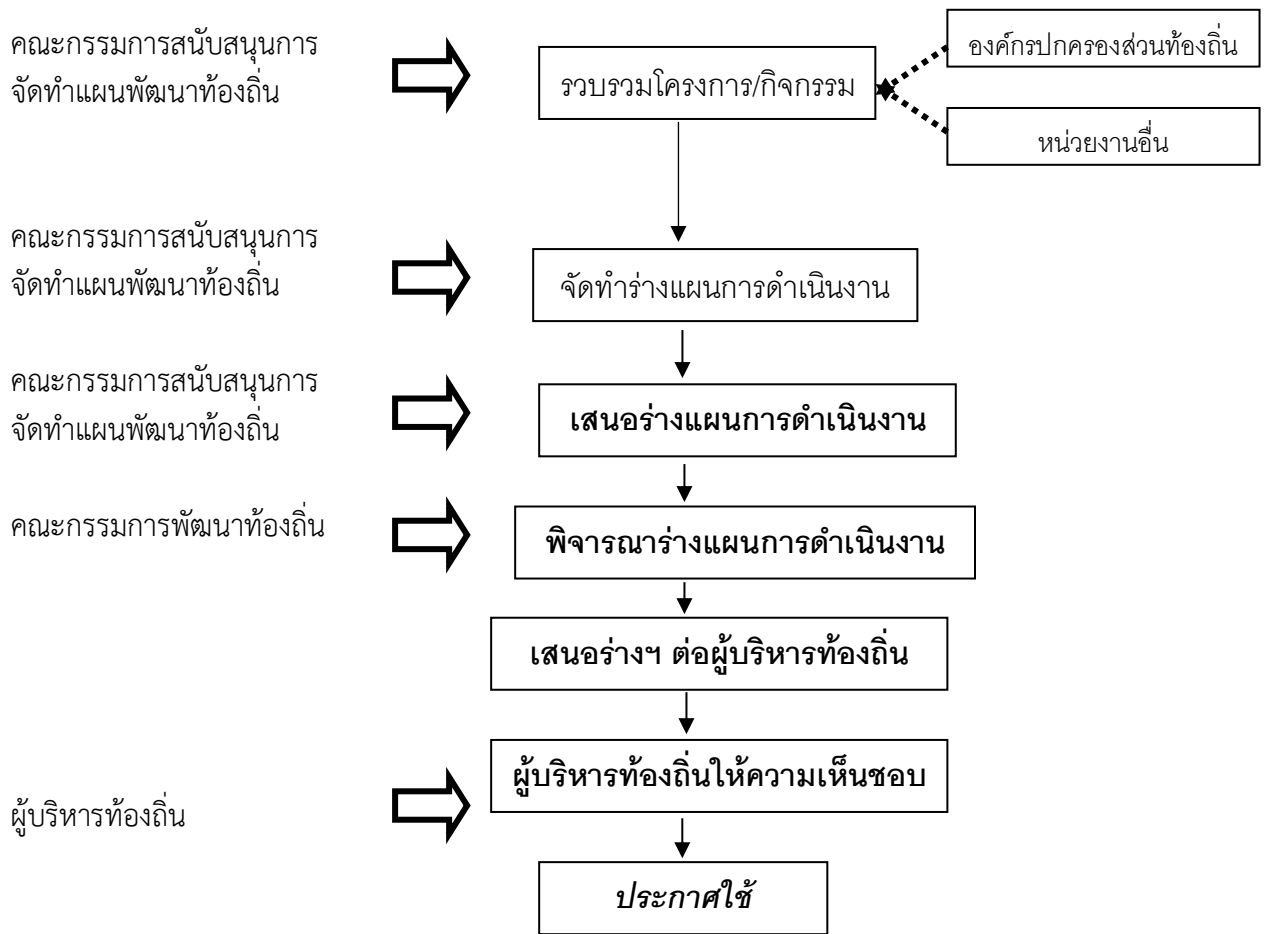 คณะกรรมการสนับสนุนการ
จัดทำแผนพัฒนาท้องถิ่น
รวบรวมโครงการ/กิจกรรม
องค์กรปกครองส่วนท้องถิ่น
หน่วยงานอื่น
คณะกรรมการสนับสนุนการ
จัดทำแผนพัฒนาท้องถิ่น
จัดทำร่างแผนการดำเนินงาน
คณะกรรมการสนับสนุนการ
จัดทำแผนพัฒนาท้องถิ่น
เสนอร่างแผนการดำเนินงาน
คณะกรรมการพัฒนาท้องถิ่น
พิจารณาร่างแผนการดำเนินงาน
เสนอร่างฯ ต่อผู้บริหารท้องถิ่น
ผู้บริหารท้องถิ่นให้ความเห็นชอบ
ผู้บริหารท้องถิ่น
ประกาศใช้